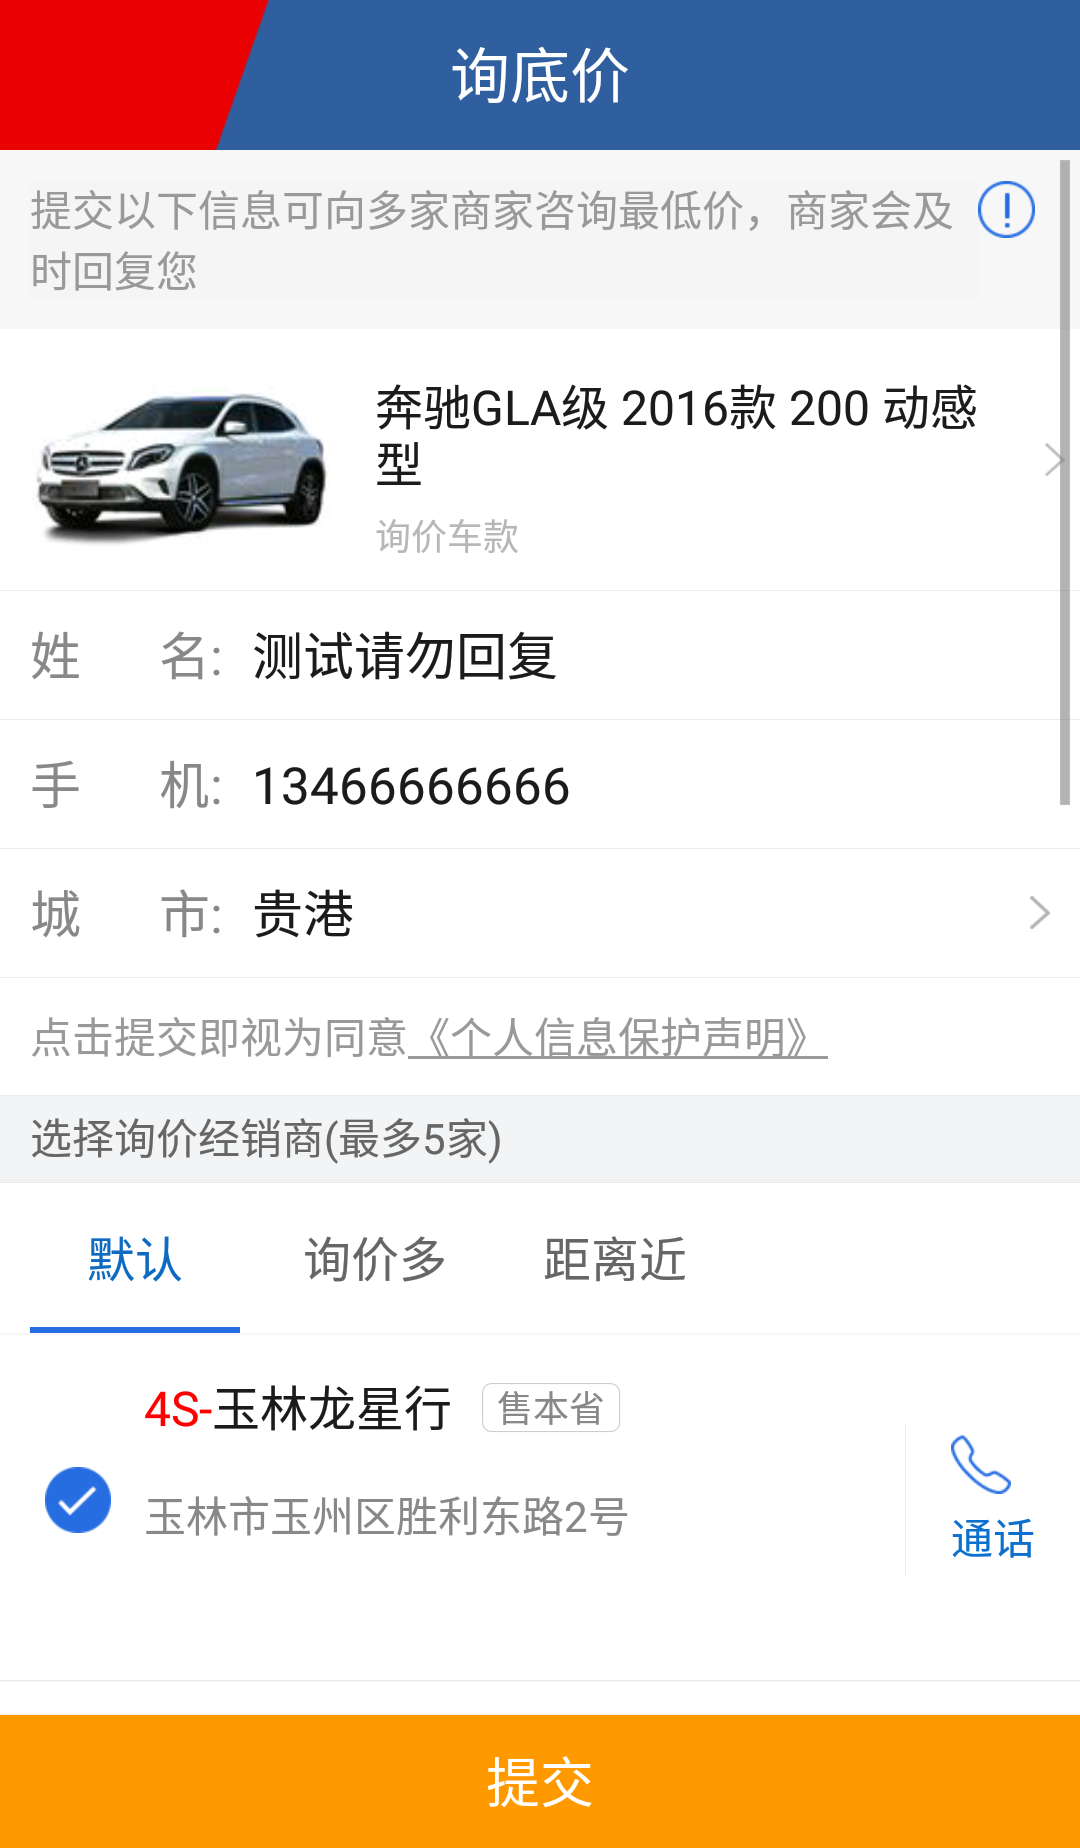 询底价
提交以下信息可向多家商家咨询最低价，商家会及
时回复您
奔驰GLA级 2016款 200 动感
型
询价车款
姓 名: 测试请勿回复
手 机: 13466666666
城 市: 贵港
点击提交即视为同意《个人信息保护声明》
选择询价经销商(最多5家)
默认 询价多 距离近
4S-玉林龙星行 售本省
玉林市玉州区胜利东路2号
通话
提交